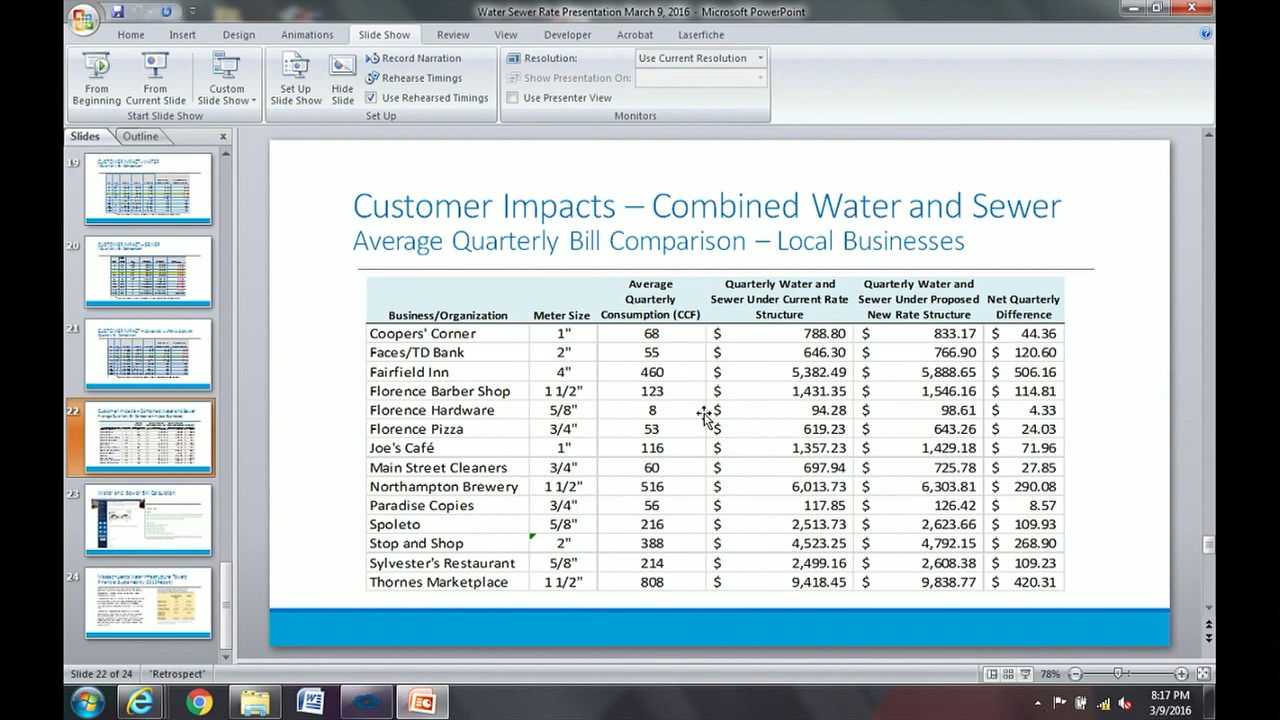 Water Sewer Rate Presentation March 9, 2016 - Microsoft PowerPoint
Home Insert Design Animations Slide Show Review View Developer Acrobat Laserfiche
From Beginning
From Current Slide
Custom Slide Show
Start Slide Show
Set Up Slide Show
Hide Slide
Record Narration
Rehearse Timings
Use Rehearsed Timings
Set Up
Resolution: Use Current Resolution
Show Presentation On:
Use Presenter View
Monitors
Slides Outline x
19
20
21
22
23
24
Customer Impacts – Combined Water and Sewer
Average Quarterly Bill Comparison – Local Businesses
Business/Organization
Meter Size
Average Quarterly Consumption (CCF)
Quarterly Water and Sewer Under Current Rate Structure
Quarterly Water and Sewer Under Proposed New Rate Structure
Net Quarterly Difference
Coopers' Corner 1" 68 $ 788.80 $ 833.17 $ 44.36
Faces/TD Bank 2" 55 $ 646.30 $ 766.90 $ 120.60
Fairfield Inn 4" 460 $ 5,382.49 $ 5,888.65 $ 506.16
Florence Barber Shop 1 1/2" 123 $ 1,431.35 $ 1,546.16 $ 114.81
Florence Hardware 5/8" 8 $ 94.28 $ 98.61 $ 4.33
Florence Pizza 3/4" 53 $ 619.23 $ 643.26 $ 24.03
Joe's Café 1" 116 $ 1,357.23 $ 1,429.18 $ 71.96
Main Street Cleaners 3/4" 60 $ 697.94 $ 725.78 $ 27.85
Northampton Brewery 1 1/2" 516 $ 6,013.73 $ 6,303.81 $ 290.08
Paradise Copies 3/4" 56 $ 117.85 $ 126.42 $ 8.57
Spoleto 5/8" 216 $ 2,513.73 $ 2,623.66 $ 109.93
Stop and Shop 2" 388 $ 4,523.25 $ 4,792.15 $ 268.90
Sylvester's Restaurant 5/8" 214 $ 2,499.16 $ 2,608.38 $ 109.23
Thornes Marketplace 1 1/2" 808 $ 9,418.45 $ 9,838.77 $ 420.31
Slide 22 of 24 "Retrospect" 78%
8:17 PM
3/9/2016